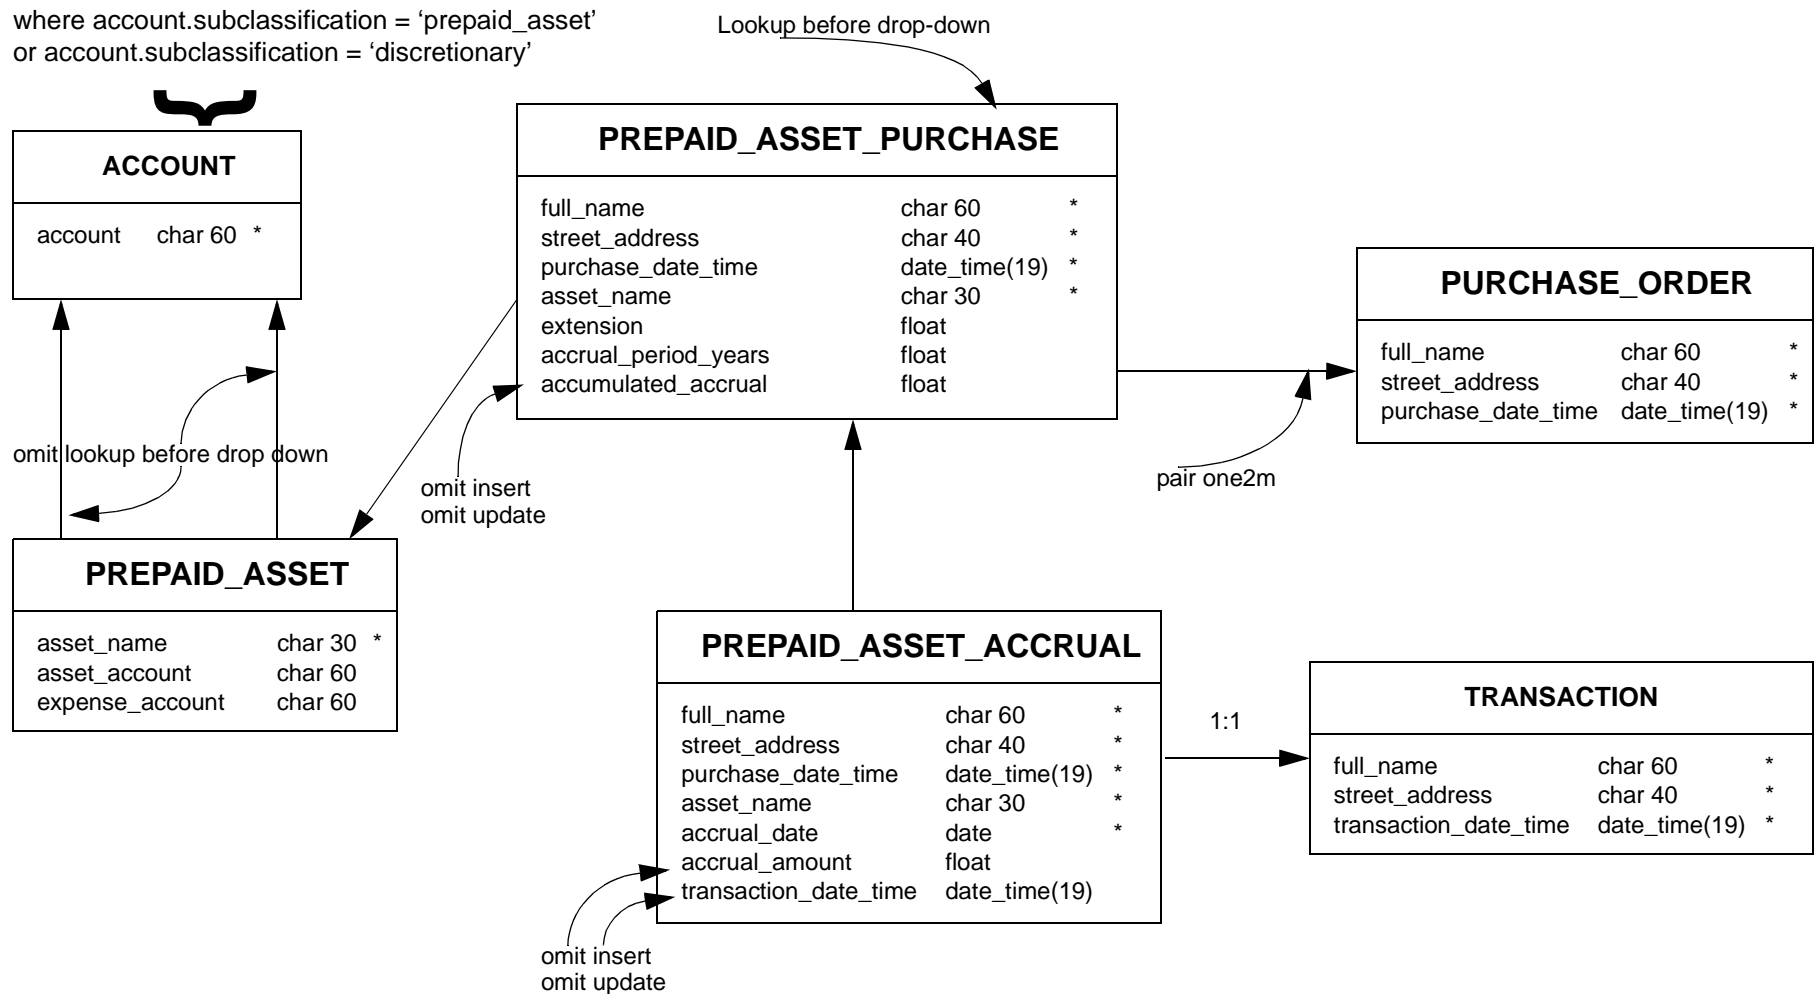 where account.subclassification = ‘prepaid_asset’
or account.subclassification = ‘discretionary’
Lookup before drop-down
ACCOUNT
account char 60 *
PREPAID_ASSET_PURCHASE
full_name char 60 *
street_address char 40 *
purchase_date_time date_time(19) *
asset_name char 30 *
extension float
accrual_period_years float
accumulated_accrual float
PURCHASE_ORDER
full_name char 60 *
street_address char 40 *
purchase_date_time date_time(19) *
omit lookup before drop down
omit insert
omit update
pair one2m
PREPAID_ASSET
asset_name char 30 *
asset_account char 60
expense_account char 60
PREPAID_ASSET_ACCRUAL
full_name char 60 *
street_address char 40 *
purchase_date_time date_time(19) *
asset_name char 30 *
accrual_date date *
accrual_amount float
transaction_date_time date_time(19)
1:1
TRANSACTION
full_name char 60 *
street_address char 40 *
transaction_date_time date_time(19) *
omit insert
omit update